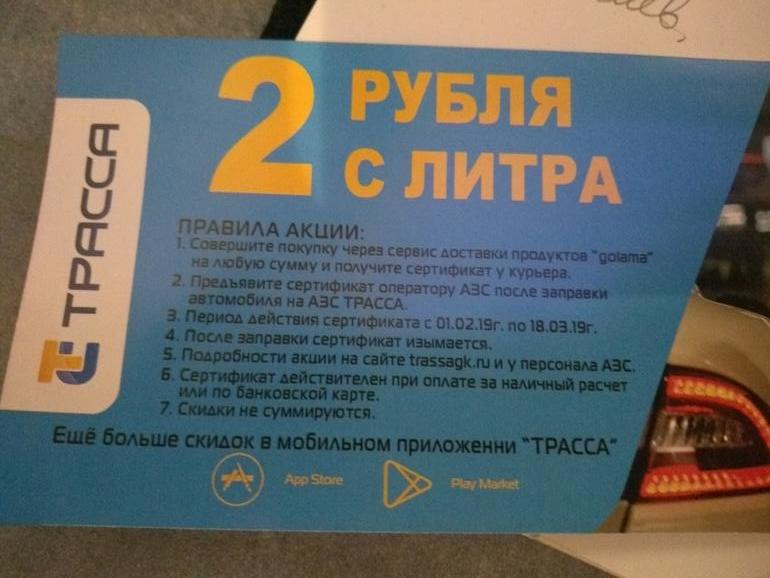 2 РУБЛЯ
С ЛИТРА
ТРАССА
ПРАВИЛА АКЦИИ:
1. Совершите покупку через сервис доставки продуктов "golama"
на любую сумму и получите сертификат у курьера.
2. Предъявите сертификат оператору АЗС после заправки
автомобиля на АЗС ТРАССА.
3. Период действия сертификата с 01.02.19г. по 18.03.19г.
4. После заправки сертификат изымается.
5. Подробности акции на сайте trassagk.ru и у персонала АЗС.
6. Сертификат действителен при оплате за наличный расчет
или по банковской карте.
7. Скидки не суммируются.
Ещё больше скидок в мобильном приложенни "ТРАССА"
App Store
Play Market